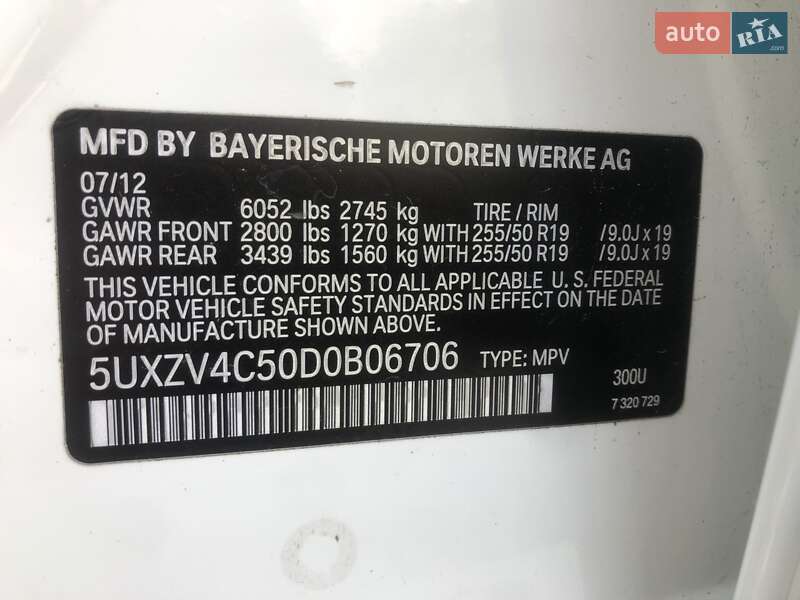 auto RIA.com
MFD BY BAYERISCHE MOTOREN WERKE AG
07/12
GVWR 6052 lbs 2745 kg TIRE / RIM
GAWR FRONT 2800 lbs 1270 kg WITH 255/50 R19 /9.0J x 19
GAWR REAR 3439 lbs 1560 kg WITH 255/50 R19 /9.0J x 19
THIS VEHICLE CONFORMS TO ALL APPLICABLE U.S. FEDERAL
MOTOR VEHICLE SAFETY STANDARDS IN EFFECT ON THE DATE
OF MANUFACTURE SHOWN ABOVE.
5UXZV4C50D0B06706 TYPE: MPV
300U
7 320 729